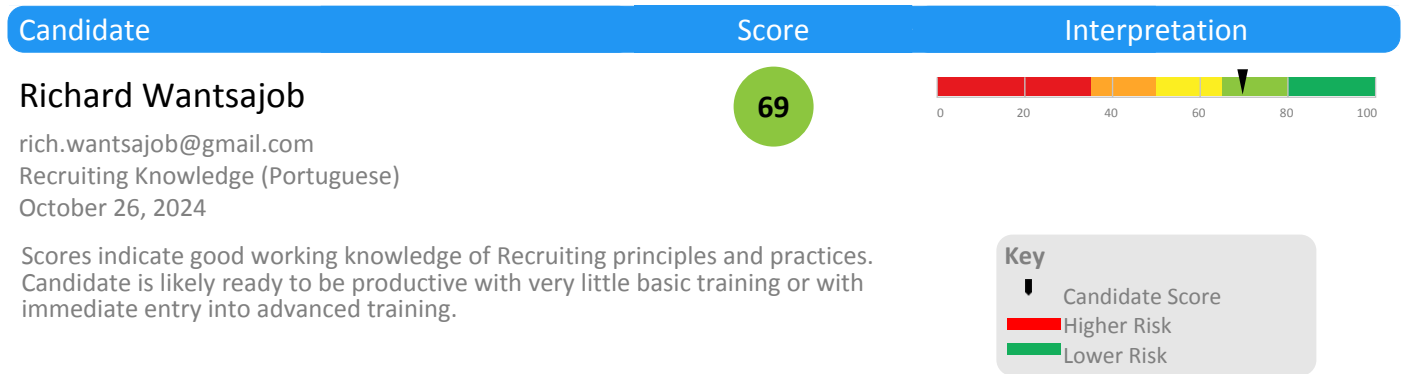 Candidate Score Interpretation
Richard Wantsajob
69
0 20 40 60 80 100
rich.wantsajob@gmail.com
Recruiting Knowledge (Portuguese)
October 26, 2024
Scores indicate good working knowledge of Recruiting principles and practices.
Candidate is likely ready to be productive with very little basic training or with
immediate entry into advanced training.
Key
Candidate Score
Higher Risk
Lower Risk